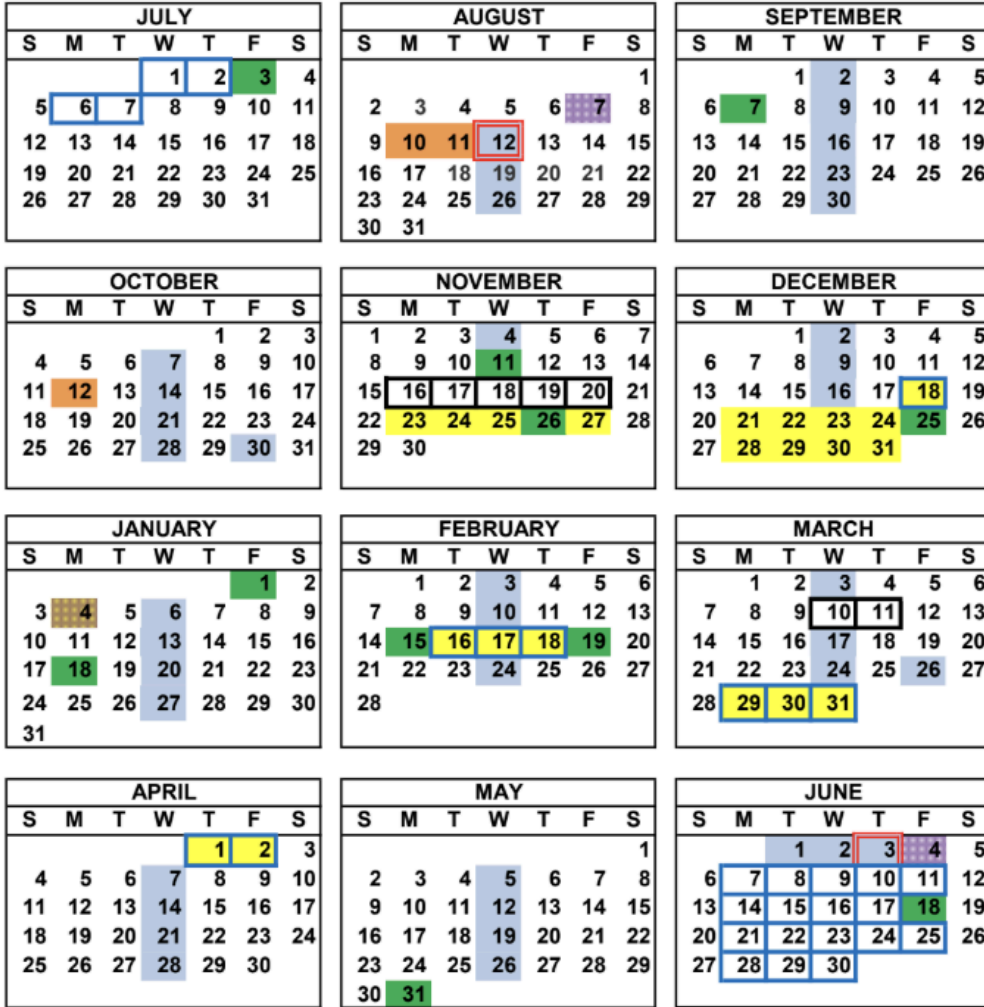 JULY
S M T W T F S
1 2 3 4
5 6 7 8 9 10 11
12 13 14 15 16 17 18
19 20 21 22 23 24 25
26 27 28 29 30 31
AUGUST
S M T W T F S
1
2 3 4 5 6 7 8
9 10 11 12 13 14 15
16 17 18 19 20 21 22
23 24 25 26 27 28 29
30 31
SEPTEMBER
S M T W T F S
1 2 3 4 5
6 7 8 9 10 11 12
13 14 15 16 17 18 19
20 21 22 23 24 25 26
27 28 29 30
OCTOBER
S M T W T F S
1 2 3
4 5 6 7 8 9 10
11 12 13 14 15 16 17
18 19 20 21 22 23 24
25 26 27 28 29 30 31
NOVEMBER
S M T W T F S
1 2 3 4 5 6 7
8 9 10 11 12 13 14
15 16 17 18 19 20 21
22 23 24 25 26 27 28
29 30
DECEMBER
S M T W T F S
1 2 3 4 5
6 7 8 9 10 11 12
13 14 15 16 17 18 19
20 21 22 23 24 25 26
27 28 29 30 31
JANUARY
S M T W T F S
1 2
3 4 5 6 7 8 9
10 11 12 13 14 15 16
17 18 19 20 21 22 23
24 25 26 27 28 29 30
31
FEBRUARY
S M T W T F S
1 2 3 4 5 6
7 8 9 10 11 12 13
14 15 16 17 18 19 20
21 22 23 24 25 26 27
28
MARCH
S M T W T F S
1 2 3 4 5 6
7 8 9 10 11 12 13
14 15 16 17 18 19 20
21 22 23 24 25 26 27
28 29 30 31
APRIL
S M T W T F S
1 2 3
4 5 6 7 8 9 10
11 12 13 14 15 16 17
18 19 20 21 22 23 24
25 26 27 28 29 30
MAY
S M T W T F S
1
2 3 4 5 6 7 8
9 10 11 12 13 14 15
16 17 18 19 20 21 22
23 24 25 26 27 28 29
30 31
JUNE
S M T W T F S
1 2 3 4 5
6 7 8 9 10 11 12
13 14 15 16 17 18 19
20 21 22 23 24 25 26
27 28 29 30